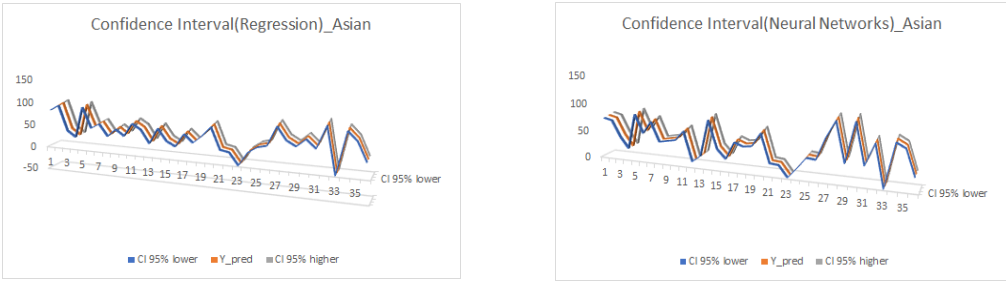 Confidence Interval(Regression)_Asian
150
100
50
0
-50
1 3 5 7 9 11 13 15 17 19 21 23 25 27 29 31 33 35
CI 95% lower
CI 95% lower Y_pred CI 95% higher
Confidence Interval(Neural Networks)_Asian
150
100
50
0
1 3 5 7 9 11 13 15 17 19 21 23 25 27 29 31 33 35
CI 95% lower
CI 95% lower Y_pred CI 95% higher